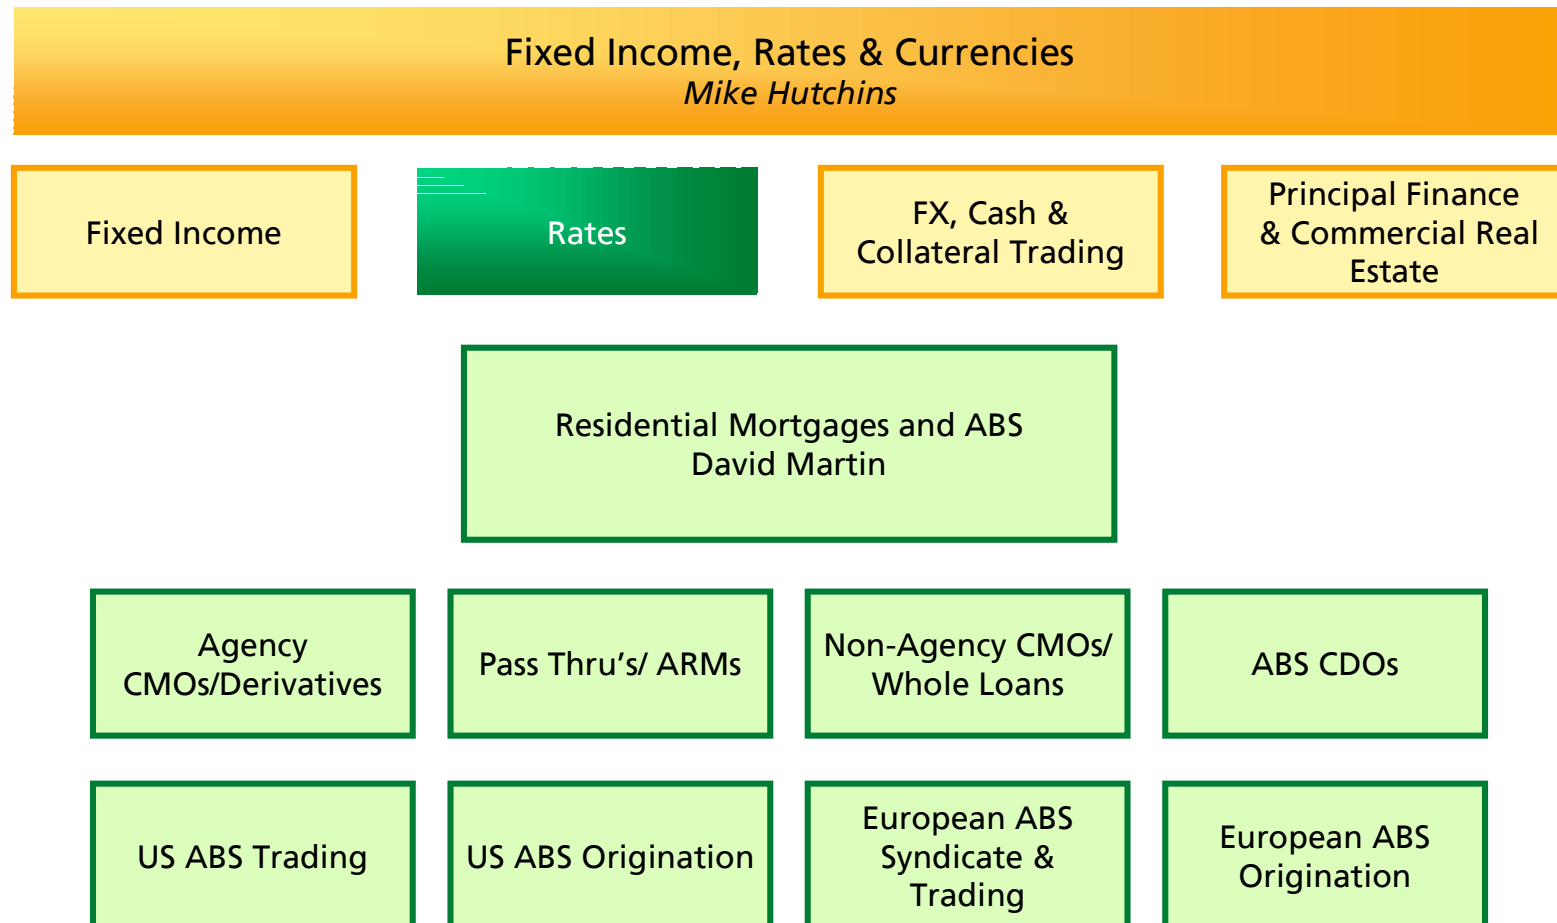 Fixed Income, Rates & Currencies
Mike Hutchins
Fixed Income
Rates
FX, Cash &
Collateral Trading
Principal Finance
& Commercial Real
Estate
Residential Mortgages and ABS
David Martin
Agency
CMOs/Derivatives
Pass Thru’s/ ARMs
Non-Agency CMOs/
Whole Loans
ABS CDOs
US ABS Trading
US ABS Origination
European ABS
Syndicate &
Trading
European ABS
Origination